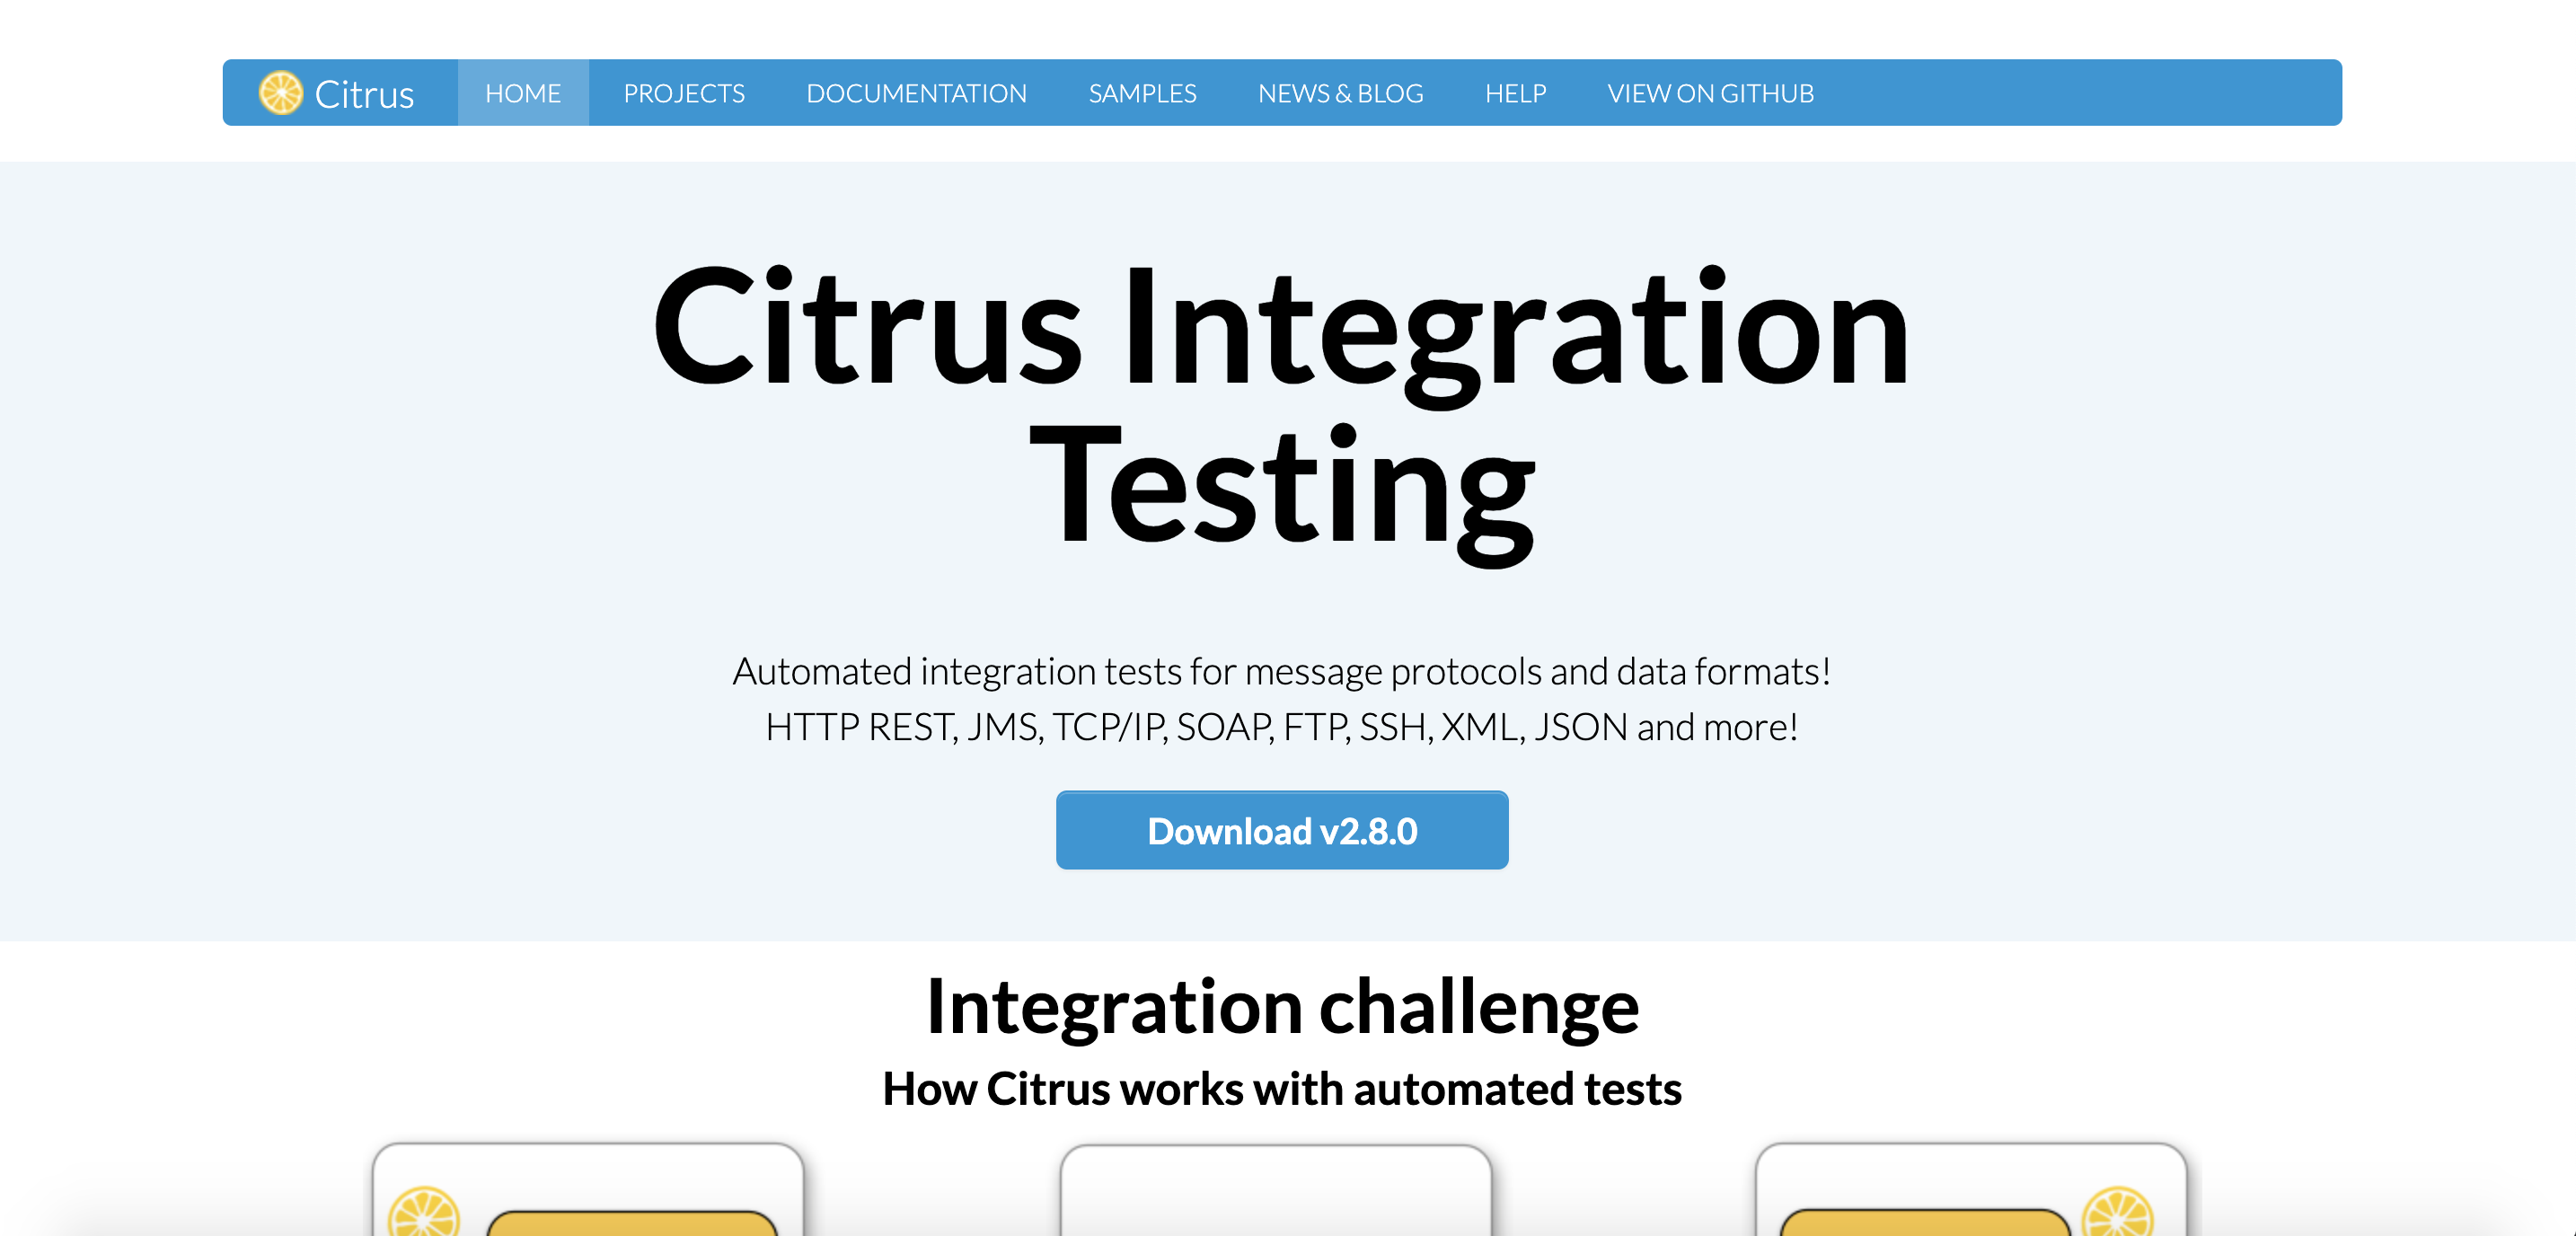 Citrus HOME PROJECTS DOCUMENTATION SAMPLES NEWS & BLOG HELP VIEW ON GITHUB
Citrus Integration
Testing
Automated integration tests for message protocols and data formats!
HTTP REST, JMS, TCP/IP, SOAP, FTP, SSH, XML, JSON and more!
Download v2.8.0
Integration challenge
How Citrus works with automated tests